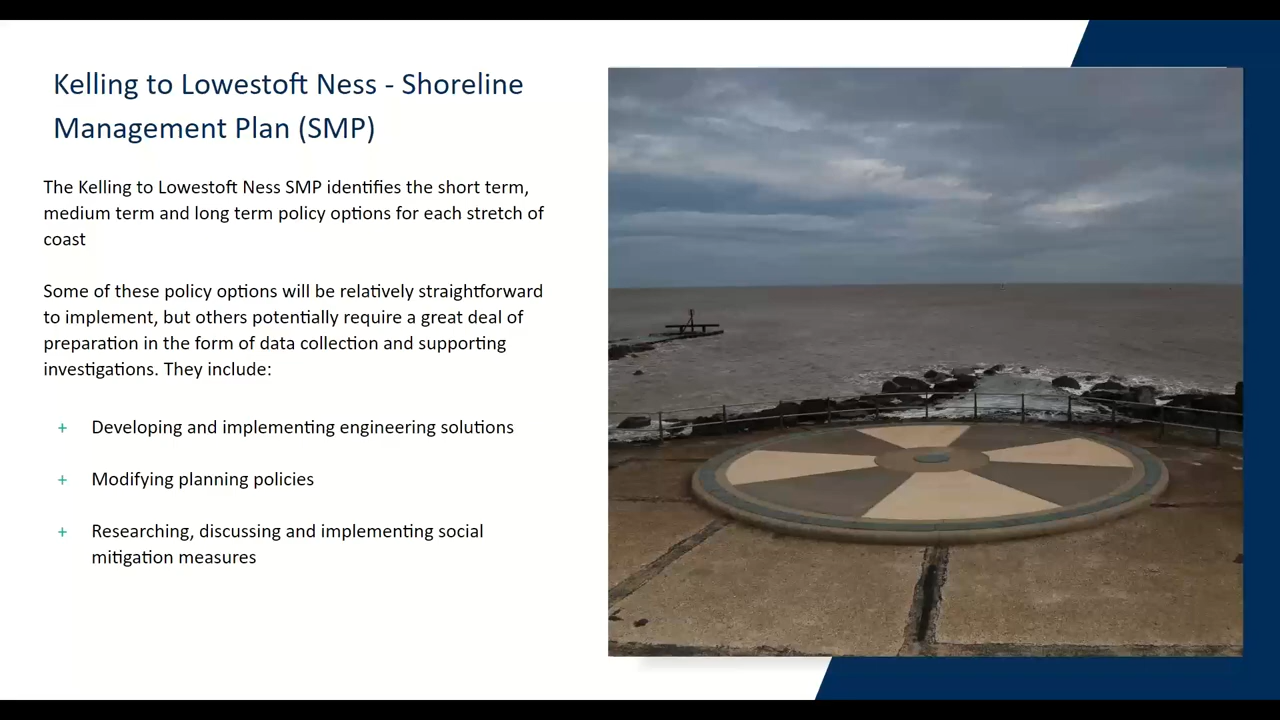 Kelling to Lowestoft Ness - Shoreline
Management Plan (SMP)
The Kelling to Lowestoft Ness SMP identifies the short term,
medium term and long term policy options for each stretch of
coast
Some of these policy options will be relatively straightforward
to implement, but others potentially require a great deal of
preparation in the form of data collection and supporting
investigations. They include:
+ Developing and implementing engineering solutions
+ Modifying planning policies
+ Researching, discussing and implementing social
mitigation measures